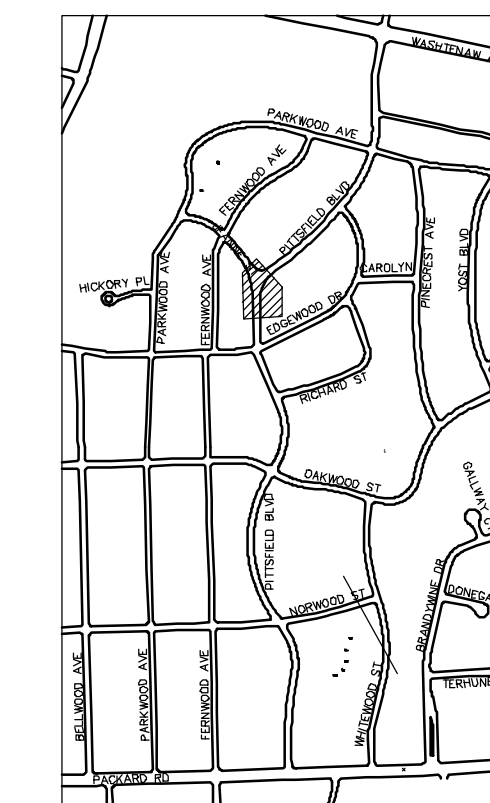 WASHTENAW
PARKWOOD AVE
FERNWOOD AVE
PITTSFIELD BLVD
PINECREST AVE
YOST BLVD
CAROLYN
HICKORY PL
PARKWOOD AVE
FERNWOOD AVE
EDGEWOOD DR
RICHARD ST
OAKWOOD ST
GALLWAY
PITTSFIELD BLVD
NORWOOD ST
BRANDYWNE DR
DONEGA
TERHUNE
WHITEWOOD ST
BELLWOOD AVE
PARKWOOD AVE
FERNWOOD AVE
PACKARD RD